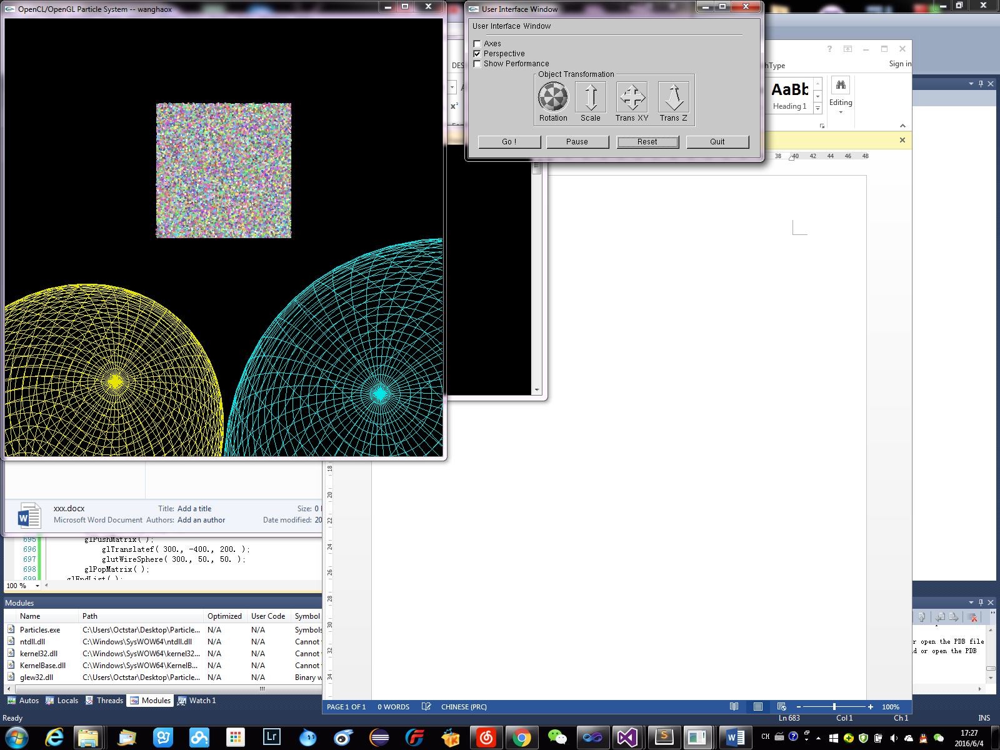 OpenCL/OpenGL Particle System -- wanghaox
User Interface Window
User Interface Window
Axes
Perspective
Show Performance
Object Transformation
Rotation
Scale
Trans XY
Trans Z
Go !
Pause
Reset
Quit
DES
hType
Sign in
AaBb
Heading 1
Editing
38 40 42 44 46 48
18
20
22
24
26
28
30
32
34
xxx.docx
Title: Add a title
Size: 0
Microsoft Word Document
Authors: Add an author
Date modified: 20
695 glPushMatrix( );
696 glTranslatef( 300., -400., 200. );
697 glutWireSphere( 300., 50., 50. );
698 glPopMatrix( );
699 glEndList( );
100 %
Modules
Name Path Optimized User Code Symbol
Particles.exe C:\Users\Octstar\Desktop\Particle... N/A N/A Symbols
ntdll.dll C:\Windows\SysWOW64\ntdll.dll N/A N/A Cannot
kernel32.dll C:\Windows\SysWOW64\kernel32... N/A N/A Cannot
KernelBase.dll C:\Windows\SysWOW64\KernelB... N/A N/A Cannot
glew32.dll C:\Users\Octstar\Desktop\Particle... N/A N/A Binary w
r open the PDB file
d or open the PDB
Autos Locals Threads Modules Watch 1
PAGE 1 OF 1 0 WORDS CHINESE (PRC) 100%
Ready Ln 683 Col 1 Ch 1 INS
Lr
CH
17:27
2016/6/4